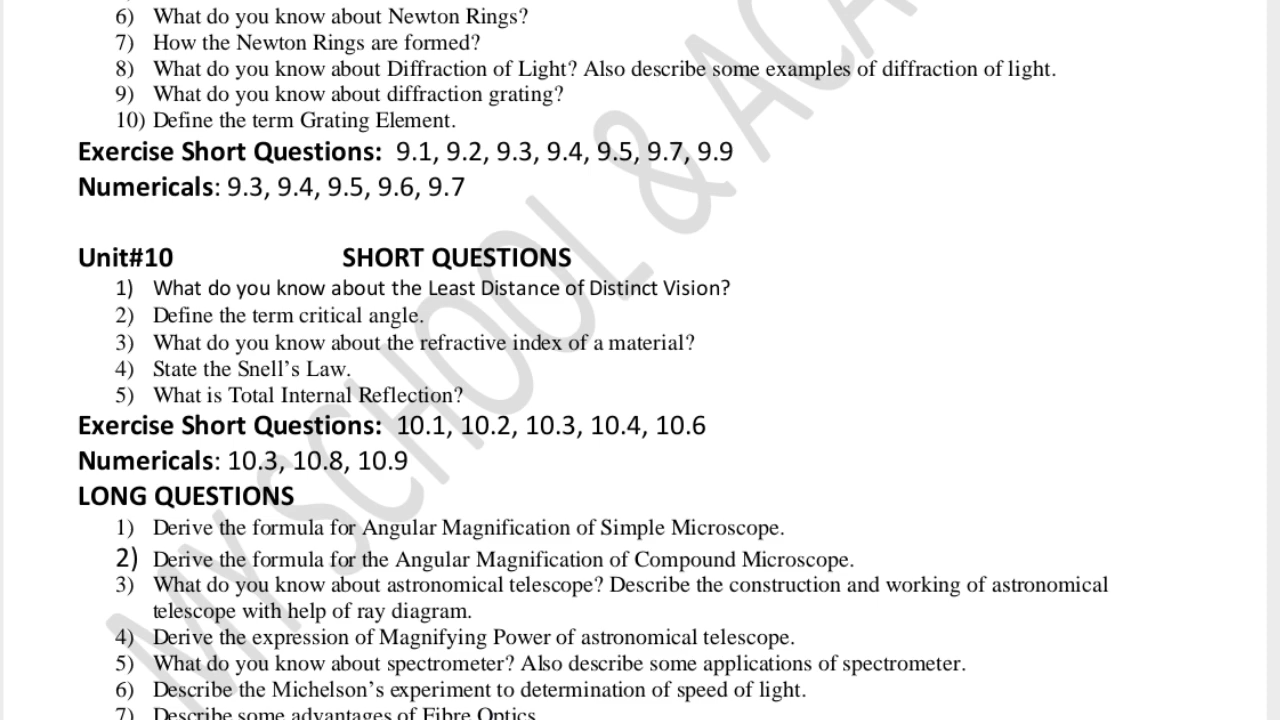 6) What do you know about Newton Rings?
7) How the Newton Rings are formed?
8) What do you know about Diffraction of Light? Also describe some examples of diffraction of light.
9) What do you know about diffraction grating?
10) Define the term Grating Element.
Exercise Short Questions: 9.1, 9.2, 9.3, 9.4, 9.5, 9.7, 9.9
Numericals: 9.3, 9.4, 9.5, 9.6, 9.7
Unit#10 SHORT QUESTIONS
1) What do you know about the Least Distance of Distinct Vision?
2) Define the term critical angle.
3) What do you know about the refractive index of a material?
4) State the Snell’s Law.
5) What is Total Internal Reflection?
Exercise Short Questions: 10.1, 10.2, 10.3, 10.4, 10.6
Numericals: 10.3, 10.8, 10.9
LONG QUESTIONS
1) Derive the formula for Angular Magnification of Simple Microscope.
2) Derive the formula for the Angular Magnification of Compound Microscope.
3) What do you know about astronomical telescope? Describe the construction and working of astronomical
telescope with help of ray diagram.
4) Derive the expression of Magnifying Power of astronomical telescope.
5) What do you know about spectrometer? Also describe some applications of spectrometer.
6) Describe the Michelson’s experiment to determination of speed of light.
7) Describe some advantages of Fibre Optics
MY SCHOOL & ACA